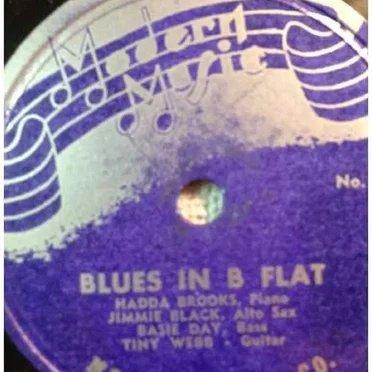 Modern
Music
No.
BLUES IN B FLAT
HADDA BROOKS, Piano
JIMMIE BLACK, Alto Sax
BASIE DAY, Bass
TINY WEBB - Guitar
CO.